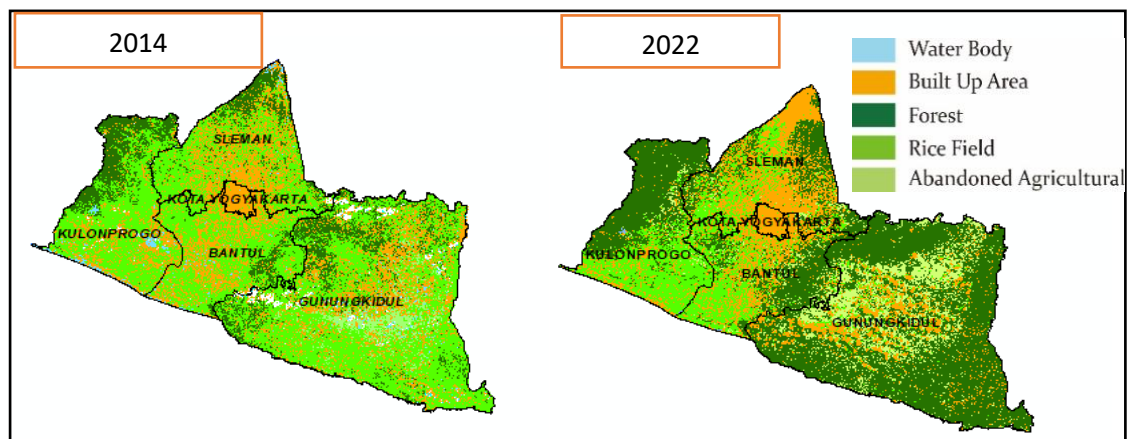 2014
SLEMAN
KOTA YOGYAKARTA
KULONPROGO
BANTUL
GUNUNGKIDUL
2022
SLEMAN
KOTA YOGYAKARTA
KULONPROGO
BANTUL
GUNUNGKIDUL
Water Body
Built Up Area
Forest
Rice Field
Abandoned Agricultural